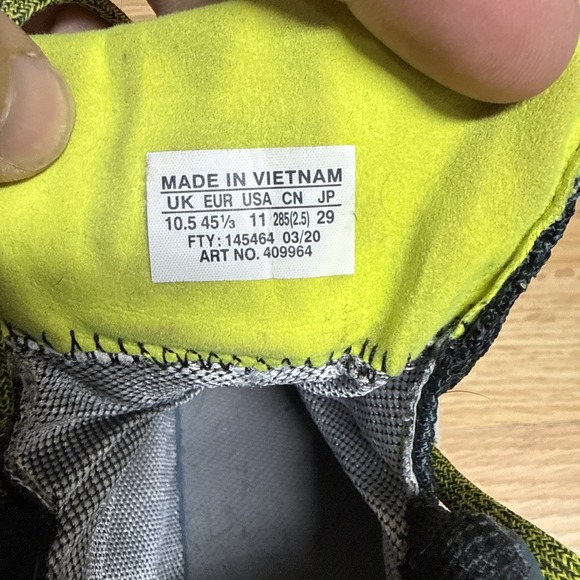 MADE IN VIETNAM
UK EUR USA CN JP
10.5 45⅓ 11 285(2.5) 29
FTY: 145464 03/20
ART NO. 409964